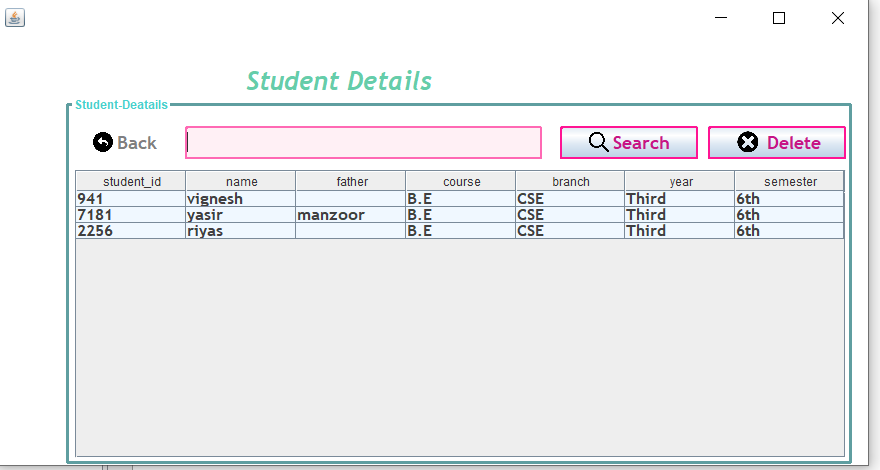 Student Details
Student-Deatails
Back Search Delete
student_id name father course branch year semester
941 vignesh B.E CSE Third 6th
7181 yasir manzoor B.E CSE Third 6th
2256 riyas B.E CSE Third 6th